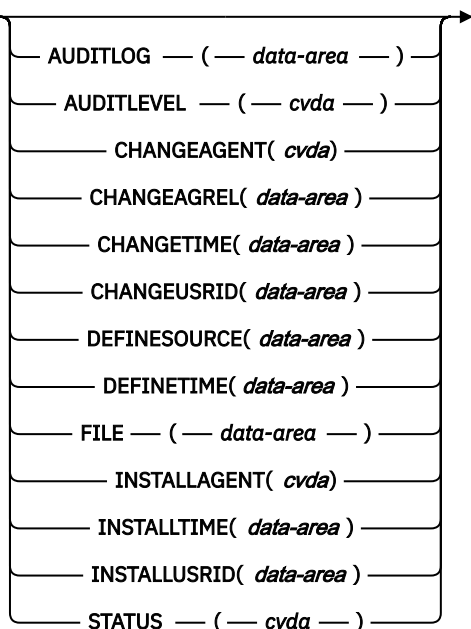 AUDITLOG ( data-area )
AUDITLEVEL ( cvda )
CHANGEAGENT( cvda)
CHANGEAGREL( data-area )
CHANGETIME( data-area )
CHANGEUSRID( data-area )
DEFINESOURCE( data-area )
DEFINETIME( data-area )
FILE ( data-area )
INSTALLAGENT( cvda)
INSTALLTIME( data-area )
INSTALLUSRID( data-area )
STATUS ( cvda )